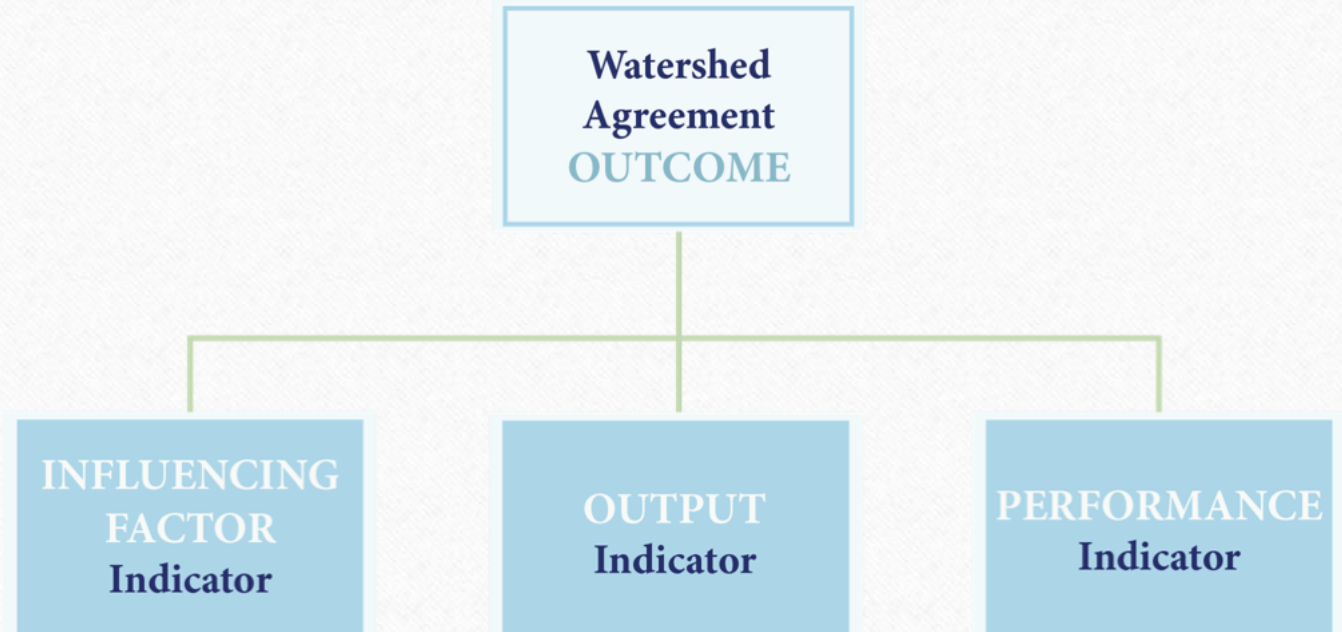 Watershed
Agreement
OUTCOME
INFLUENCING
FACTOR
Indicator
OUTPUT
Indicator
PERFORMANCE
Indicator